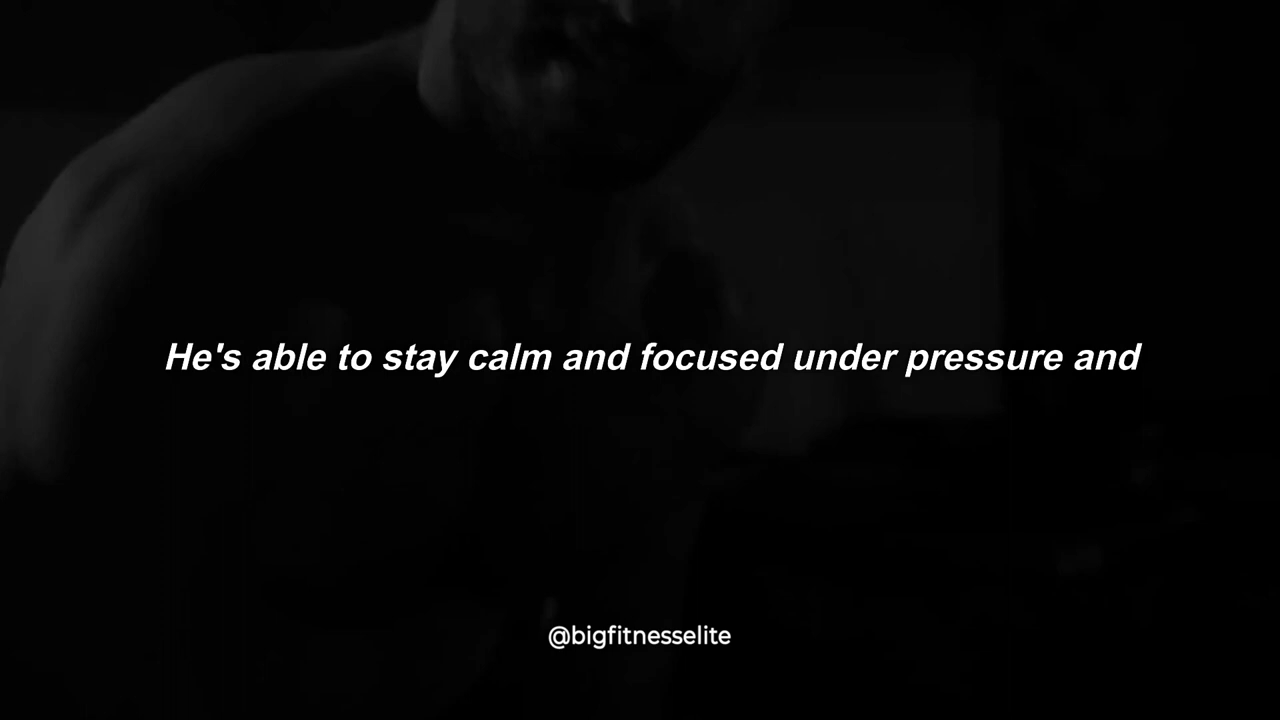 He's able to stay calm and focused under pressure and
@bigfitnesselite